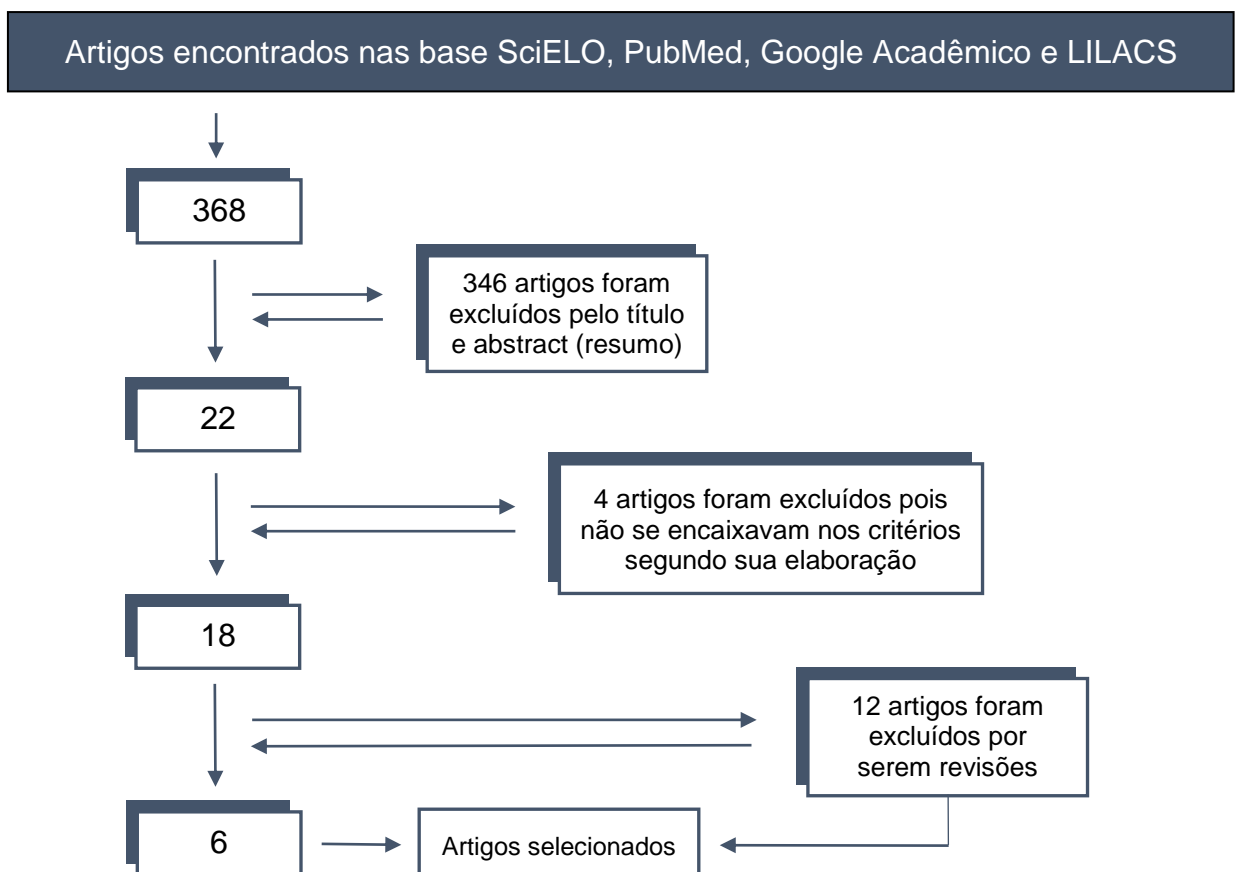 Artigos encontrados nas base SciELO, PubMed, Google Acadêmico e LILACS
368
346 artigos foram
excluídos pelo título
e abstract (resumo)
22
4 artigos foram excluídos pois
não se encaixavam nos critérios
segundo sua elaboração
18
12 artigos foram
excluídos por
serem revisões
6
Artigos selecionados